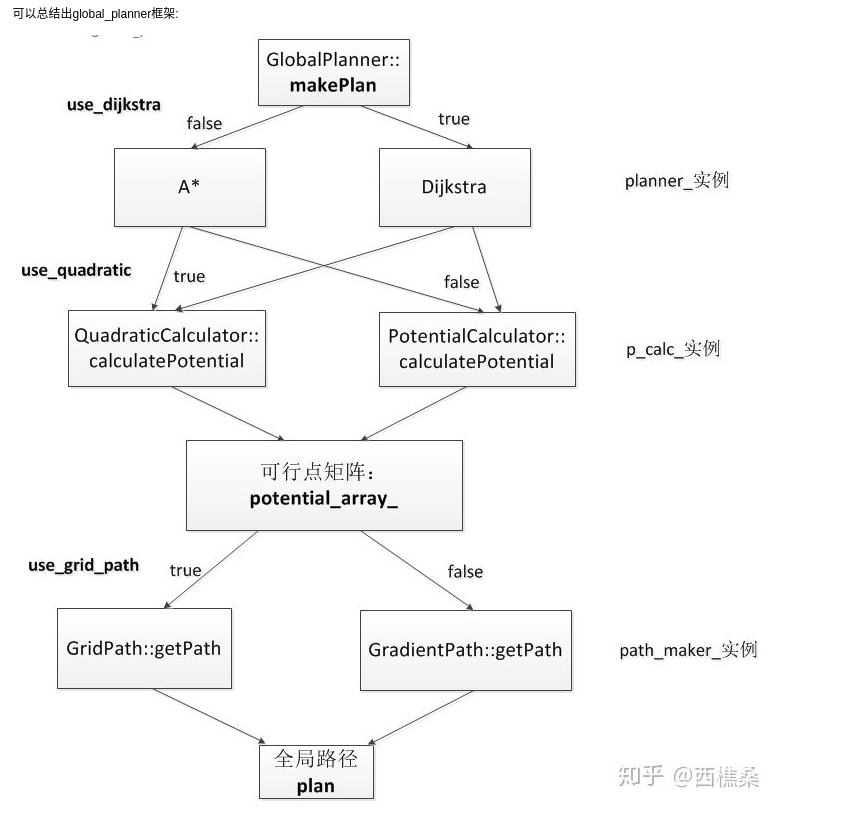 可以总结出global_planner框架:
GlobalPlanner::
makePlan
use_dijkstra
false
true
A*
Dijkstra
planner_实例
use_quadratic
true
false
QuadraticCalculator::
calculatePotential
PotentialCalculator::
calculatePotential
p_calc_实例
可行点矩阵：
potential_array_
use_grid_path
true
false
GridPath::getPath
GradientPath::getPath
path_maker_实例
全局路径
plan
知乎 @西樵桑